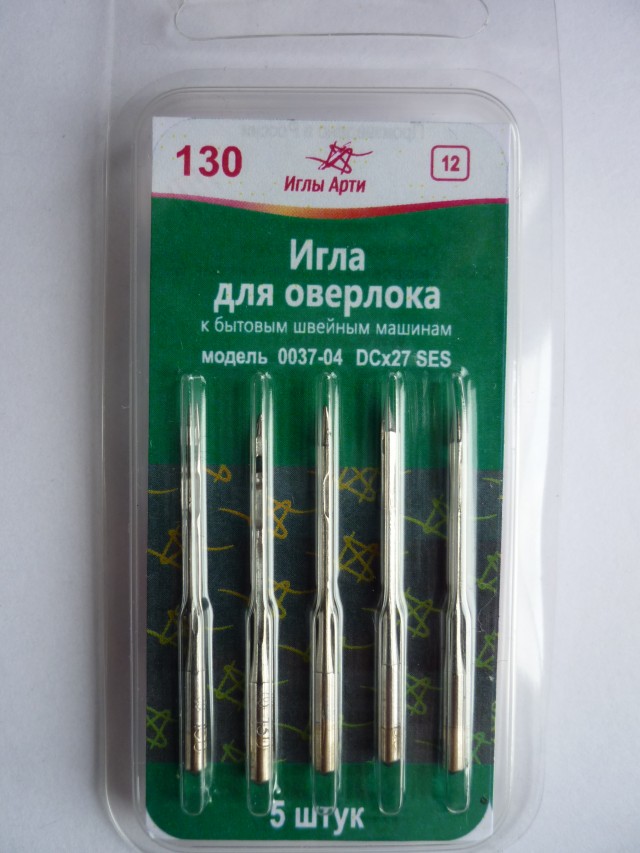 130
Иглы Арти
12
Игла
для оверлока
к бытовым швейным машинам
модель 0037-04 DCx27 SES
5 штук